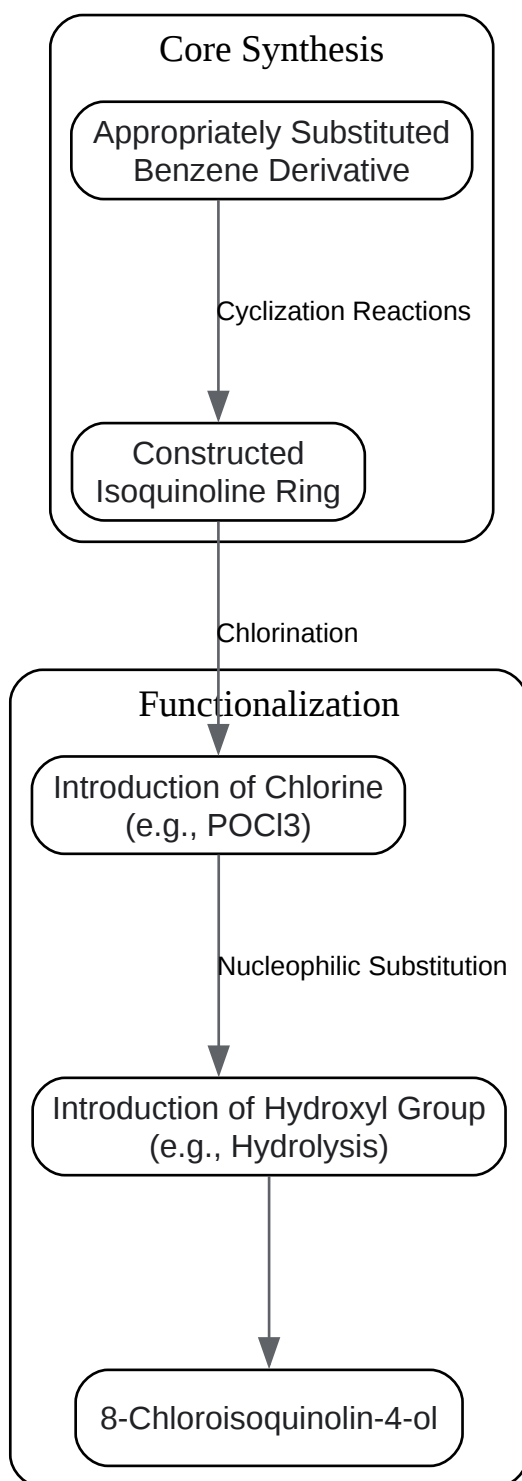 Core Synthesis
Appropriately Substituted
Benzene Derivative
Cyclization Reactions
Constructed
Isoquinoline Ring
Chlorination
Functionalization
Introduction of Chlorine
(e.g., POCl3)
Nucleophilic Substitution
Introduction of Hydroxyl Group
(e.g., Hydrolysis)
8-Chloroisoquinolin-4-ol